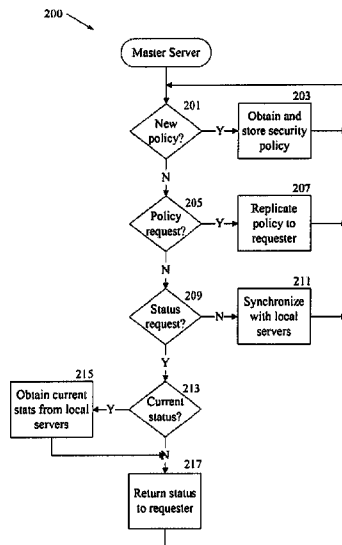 200
Master Server
201
New
policy?
Y
203
Obtain and
store security
policy
N
205
Policy
request?
Y
207
Replicate
policy to
requester
N
209
Status
request?
N
211
Synchronize
with local
servers
Y
213
Current
status?
Y
215
Obtain current
stats from local
servers
N
217
Return status
to requester